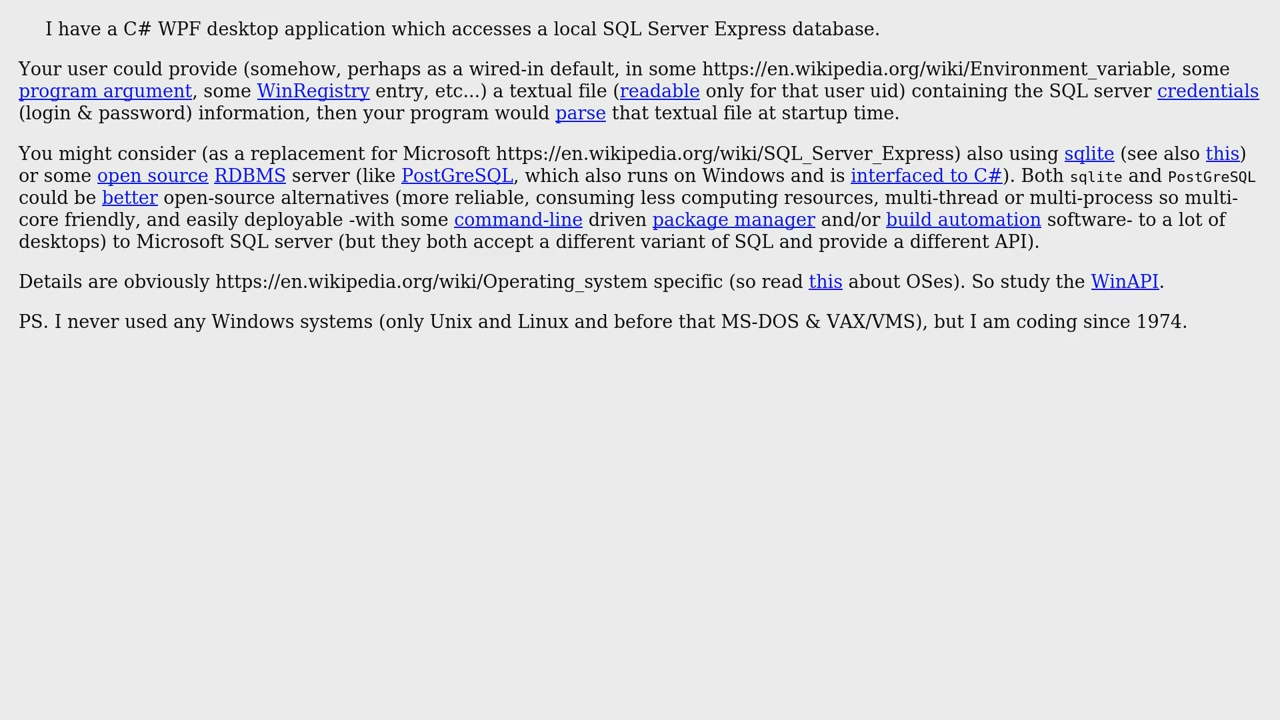 I have a C# WPF desktop application which accesses a local SQL Server Express database.
Your user could provide (somehow, perhaps as a wired-in default, in some https://en.wikipedia.org/wiki/Environment_variable, some
program argument, some WinRegistry entry, etc...) a textual file (readable only for that user uid) containing the SQL server credentials
(login & password) information, then your program would parse that textual file at startup time.
You might consider (as a replacement for Microsoft https://en.wikipedia.org/wiki/SQL_Server_Express) also using sqlite (see also this)
or some open source RDBMS server (like PostGreSQL, which also runs on Windows and is interfaced to C#). Both sqlite and PostGreSQL
could be better open-source alternatives (more reliable, consuming less computing resources, multi-thread or multi-process so multi-
core friendly, and easily deployable -with some command-line driven package manager and/or build automation software- to a lot of
desktops) to Microsoft SQL server (but they both accept a different variant of SQL and provide a different API).
Details are obviously https://en.wikipedia.org/wiki/Operating_system specific (so read this about OSes). So study the WinAPI.
PS. I never used any Windows systems (only Unix and Linux and before that MS-DOS & VAX/VMS), but I am coding since 1974.